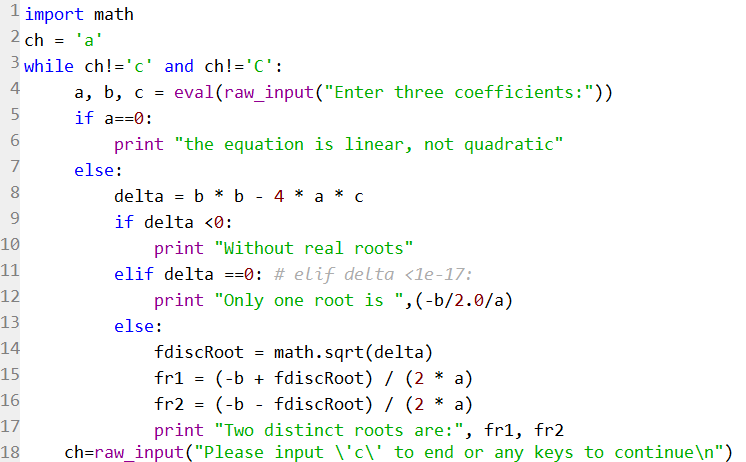 1 import math
2 ch = 'a'
3 while ch!='c' and ch!='C':
4     a, b, c = eval(raw_input("Enter three coefficients:"))
5     if a==0:
6         print "the equation is linear, not quadratic"
7     else:
8         delta = b * b - 4 * a * c
9         if delta <0:
10             print "Without real roots"
11         elif delta ==0: # elif delta <1e-17:
12             print "Only one root is ",(-b/2.0/a)
13         else:
14             fdiscRoot = math.sqrt(delta)
15             fr1 = (-b + fdiscRoot) / (2 * a)
16             fr2 = (-b - fdiscRoot) / (2 * a)
17             print "Two distinct roots are:", fr1, fr2
18    ch=raw_input("Please input \'c\' to end or any keys to continue\n")